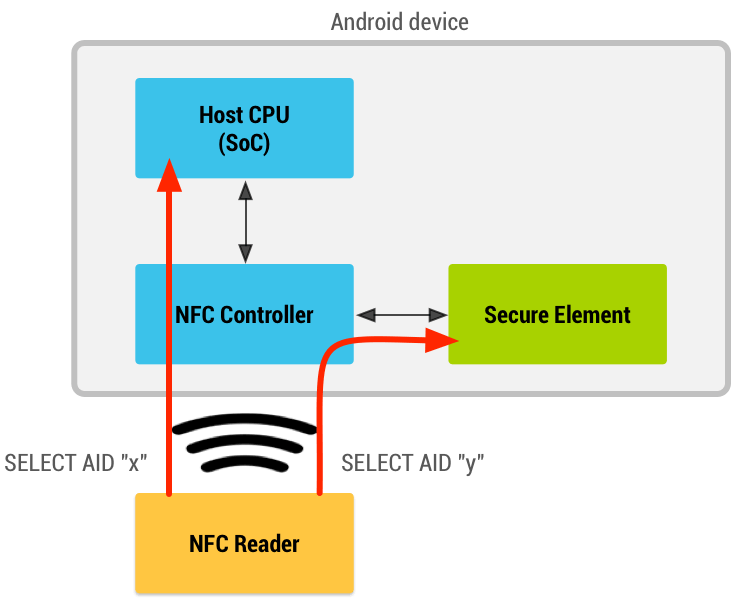 Android device
Host CPU
(SoC)
NFC Controller
Secure Element
SELECT AID "x"
SELECT AID "y"
NFC Reader